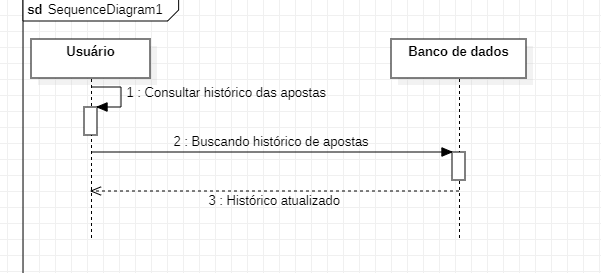 sd SequenceDiagram1
Usuário
Banco de dados
1 : Consultar histórico das apostas
2 : Buscando histórico de apostas
3 : Histórico atualizado